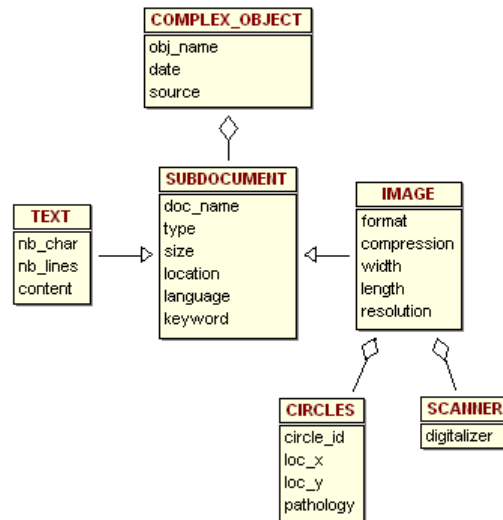 COMPLEX_OBJECT
obj_name
date
source
SUBDOCUMENT
doc_name
type
size
location
language
keyword
TEXT
nb_char
nb_lines
content
IMAGE
format
compression
width
length
resolution
CIRCLES
circle_id
loc_x
loc_y
pathology
SCANNER
digitalizer